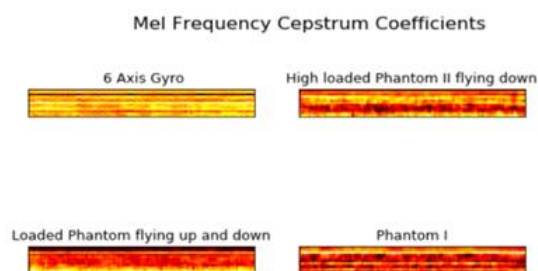 Mel Frequency Cepstrum Coefficients
6 Axis Gyro
High loaded Phantom II flying down
Loaded Phantom flying up and down
Phantom I